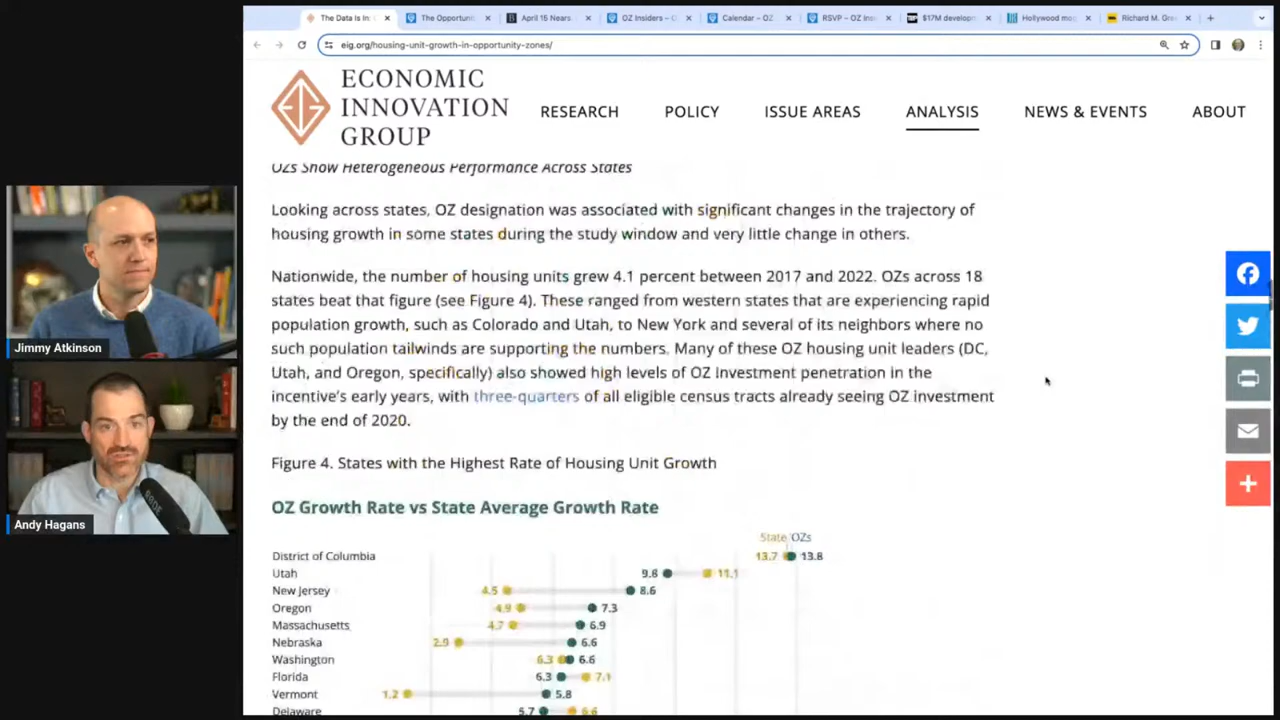 The Data Is In:
The Opportuni
April 15 Nears
OZ Insiders – O
Calendar – OZ
RSVP – OZ Ins
$17M develop
Hollywood mo
Richard M. Gre
eig.org/housing-unit-growth-in-opportunity-zones/
ECONOMIC
INNOVATION
GROUP
RESEARCH
POLICY
ISSUE AREAS
ANALYSIS
NEWS & EVENTS
ABOUT
OZs Show Heterogeneous Performance Across States
Looking across states, OZ designation was associated with significant changes in the trajectory of
housing growth in some states during the study window and very little change in others.
Nationwide, the number of housing units grew 4.1 percent between 2017 and 2022. OZs across 18
states beat that figure (see Figure 4). These ranged from western states that are experiencing rapid
population growth, such as Colorado and Utah, to New York and several of its neighbors where no
such population tailwinds are supporting the numbers. Many of these OZ housing unit leaders (DC,
Utah, and Oregon, specifically) also showed high levels of OZ Investment penetration in the
incentive's early years, with three-quarters of all eligible census tracts already seeing OZ investment
by the end of 2020.
Figure 4. States with the Highest Rate of Housing Unit Growth
OZ Growth Rate vs State Average Growth Rate
State OZs
District of Columbia 13.7 13.8
Utah 9.6 11.1
New Jersey 4.5 8.6
Oregon 4.9 7.3
Massachusetts 4.7 6.9
Nebraska 2.9 6.6
Washington 6.3 6.6
Florida 6.3 7.1
Vermont 1.2 5.8
Delaware 5.7 6.6
Jimmy Atkinson
Andy Hagans
RODE